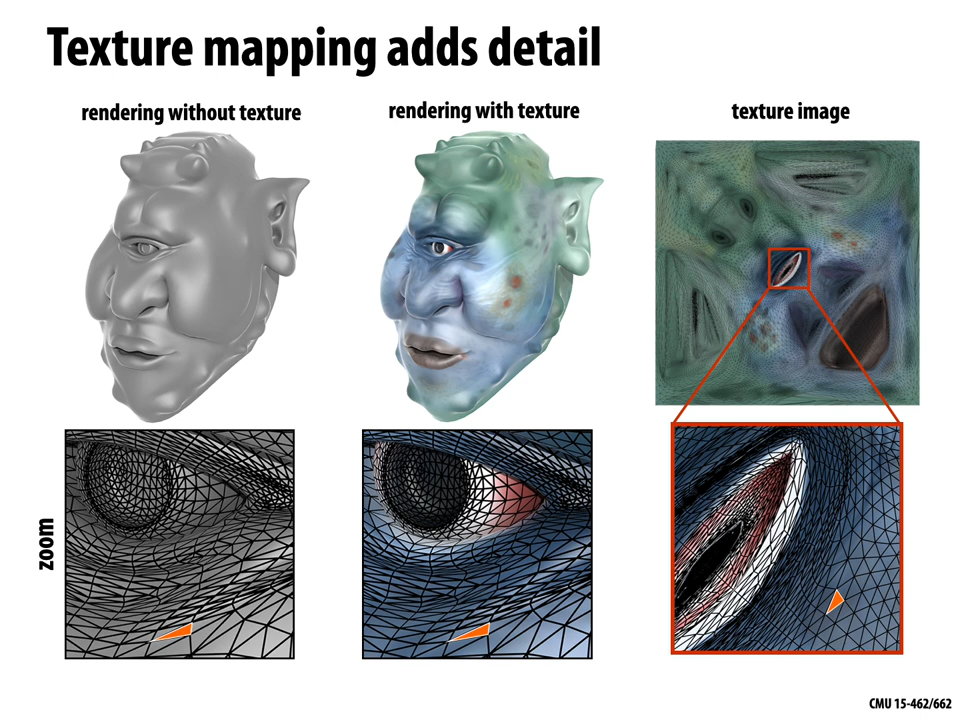 Texture mapping adds detail
rendering without texture
rendering with texture
texture image
zoom
CMU 15-462/662